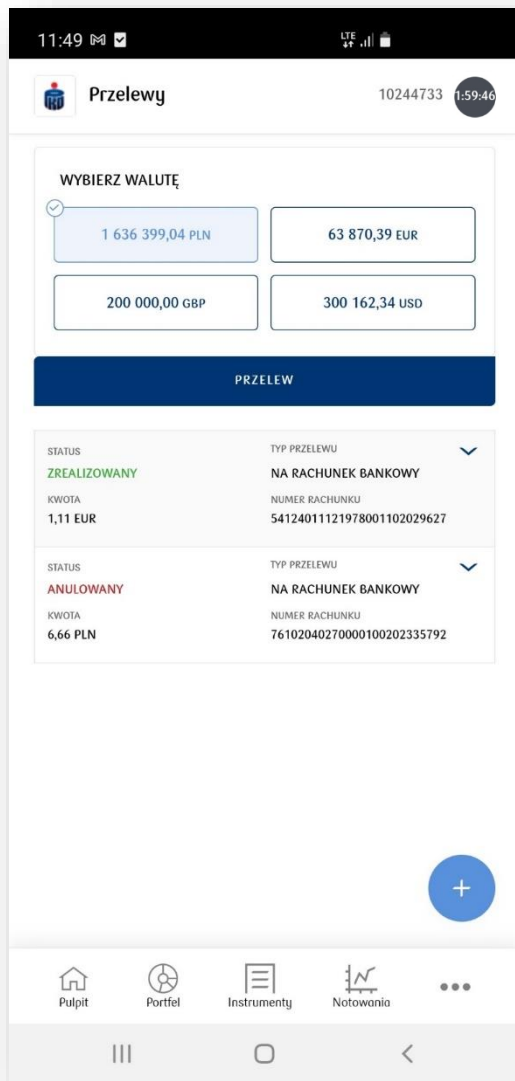 11:49
LTE
Przelewy
10244733
1:59:46
WYBIERZ WALUTĘ
1 636 399,04 PLN
63 870,39 EUR
200 000,00 GBP
300 162,34 USD
PRZELEW
STATUS
TYP PRZELEWU
ZREALIZOWANY
NA RACHUNEK BANKOWY
KWOTA
NUMER RACHUNKU
1,11 EUR
54124011121978001102029627
STATUS
TYP PRZELEWU
ANULOWANY
NA RACHUNEK BANKOWY
KWOTA
NUMER RACHUNKU
6,66 PLN
76102040270000100202335792
Pulpit
Portfel
Instrumenty
Notowania